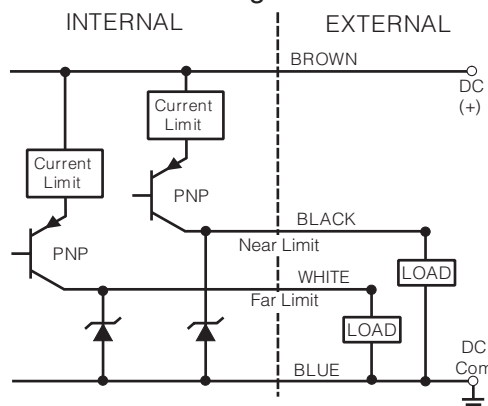 INTERNAL
EXTERNAL
BROWN
DC
(+)
Current
Limit
Current
Limit
PNP
PNP
BLACK
Near Limit
WHITE
Far Limit
LOAD
LOAD
BLUE
DC
Com